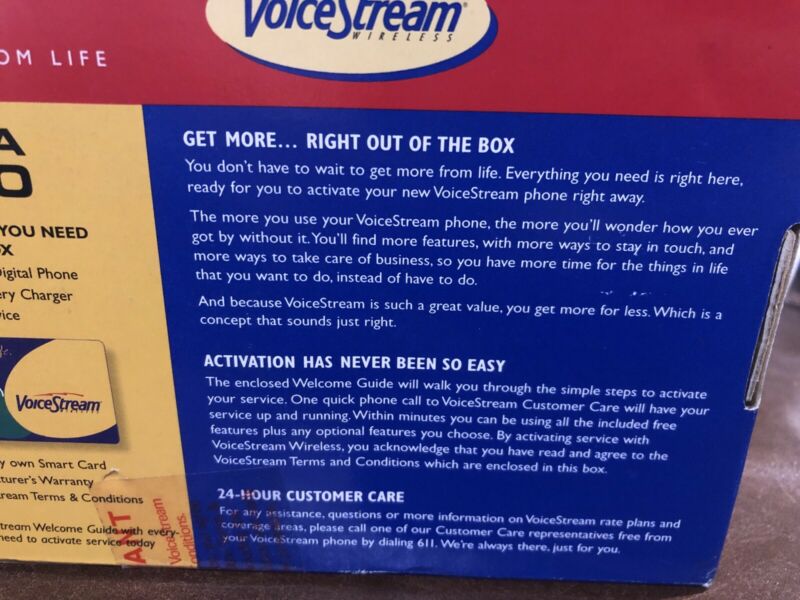 VoiceStream
WIRELESS
OM LIFE
A
O
YOU NEED
OX
Digital Phone
ery Charger
vice
VoiceStream
y own Smart Card
cturer's Warranty
ream Terms & Conditions
tream Welcome Guide with every-
need to activate service today
ANT
VoiceStream
onditions.
GET MORE... RIGHT OUT OF THE BOX
You don't have to wait to get more from life. Everything you need is right here,
ready for you to activate your new VoiceStream phone right away.
The more you use your VoiceStream phone, the more you'll wonder how you ever
got by without it. You'll find more features, with more ways to stay in touch, and
more ways to take care of business, so you have more time for the things in life
that you want to do, instead of have to do.
And because VoiceStream is such a great value, you get more for less. Which is a
concept that sounds just right.
ACTIVATION HAS NEVER BEEN SO EASY
The enclosed Welcome Guide will walk you through the simple steps to activate
your service. One quick phone call to VoiceStream Customer Care will have your
service up and running. Within minutes you can be using all the included free
features plus any optional features you choose. By activating service with
VoiceStream Wireless, you acknowledge that you have read and agree to the
VoiceStream Terms and Conditions which are enclosed in this box.
24-HOUR CUSTOMER CARE
For any assistance, questions or more information on VoiceStream rate plans and
coverage areas, please call one of our Customer Care representatives free from
your VoiceStream phone by dialing 611. We're always there, just for you.